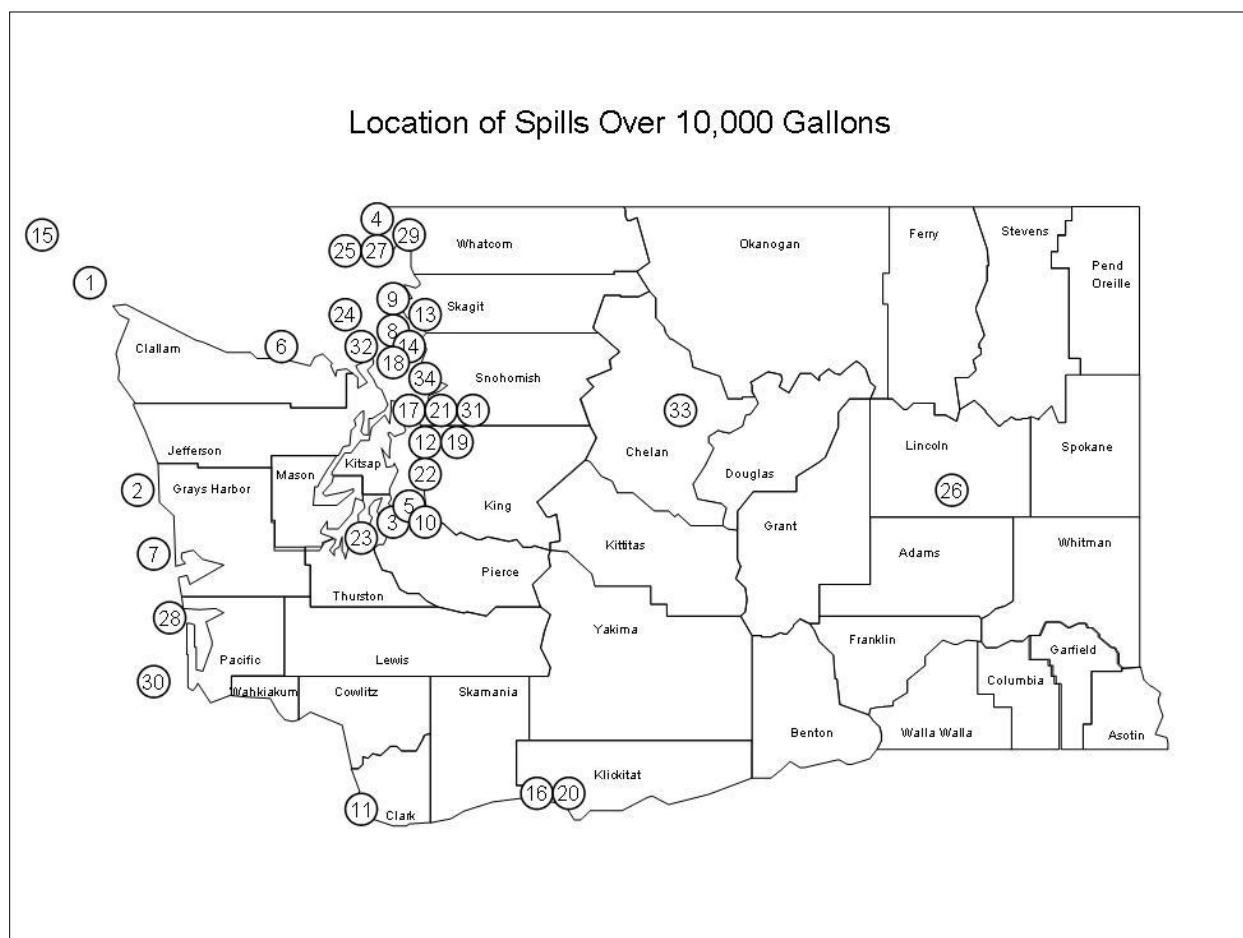 Location of Spills Over 10,000 Gallons
4
15
29
Ferry
Stevens
Whatcom
Okanogan
25
27
Pend
Oreille
1
9
Skagit
24
13
8
6
32
14
Clallam
18
34
Snohomish
17
21
31
33
12
19
Lincoln
Spokane
Jefferson
Chelan
Kitsap
22
Mason
Douglas
2
Grays Harbor
26
5
King
3
10
Grant
23
7
Kittitas
Adams
Whitman
Pierce
Thurston
28
Yakima
Franklin
Garfield
Pacific
Lewis
30
Wahkiakum
Cowlitz
Skamania
Columbia
Benton
Walla Walla
Asotin
Klickitat
16
20
11
Clark